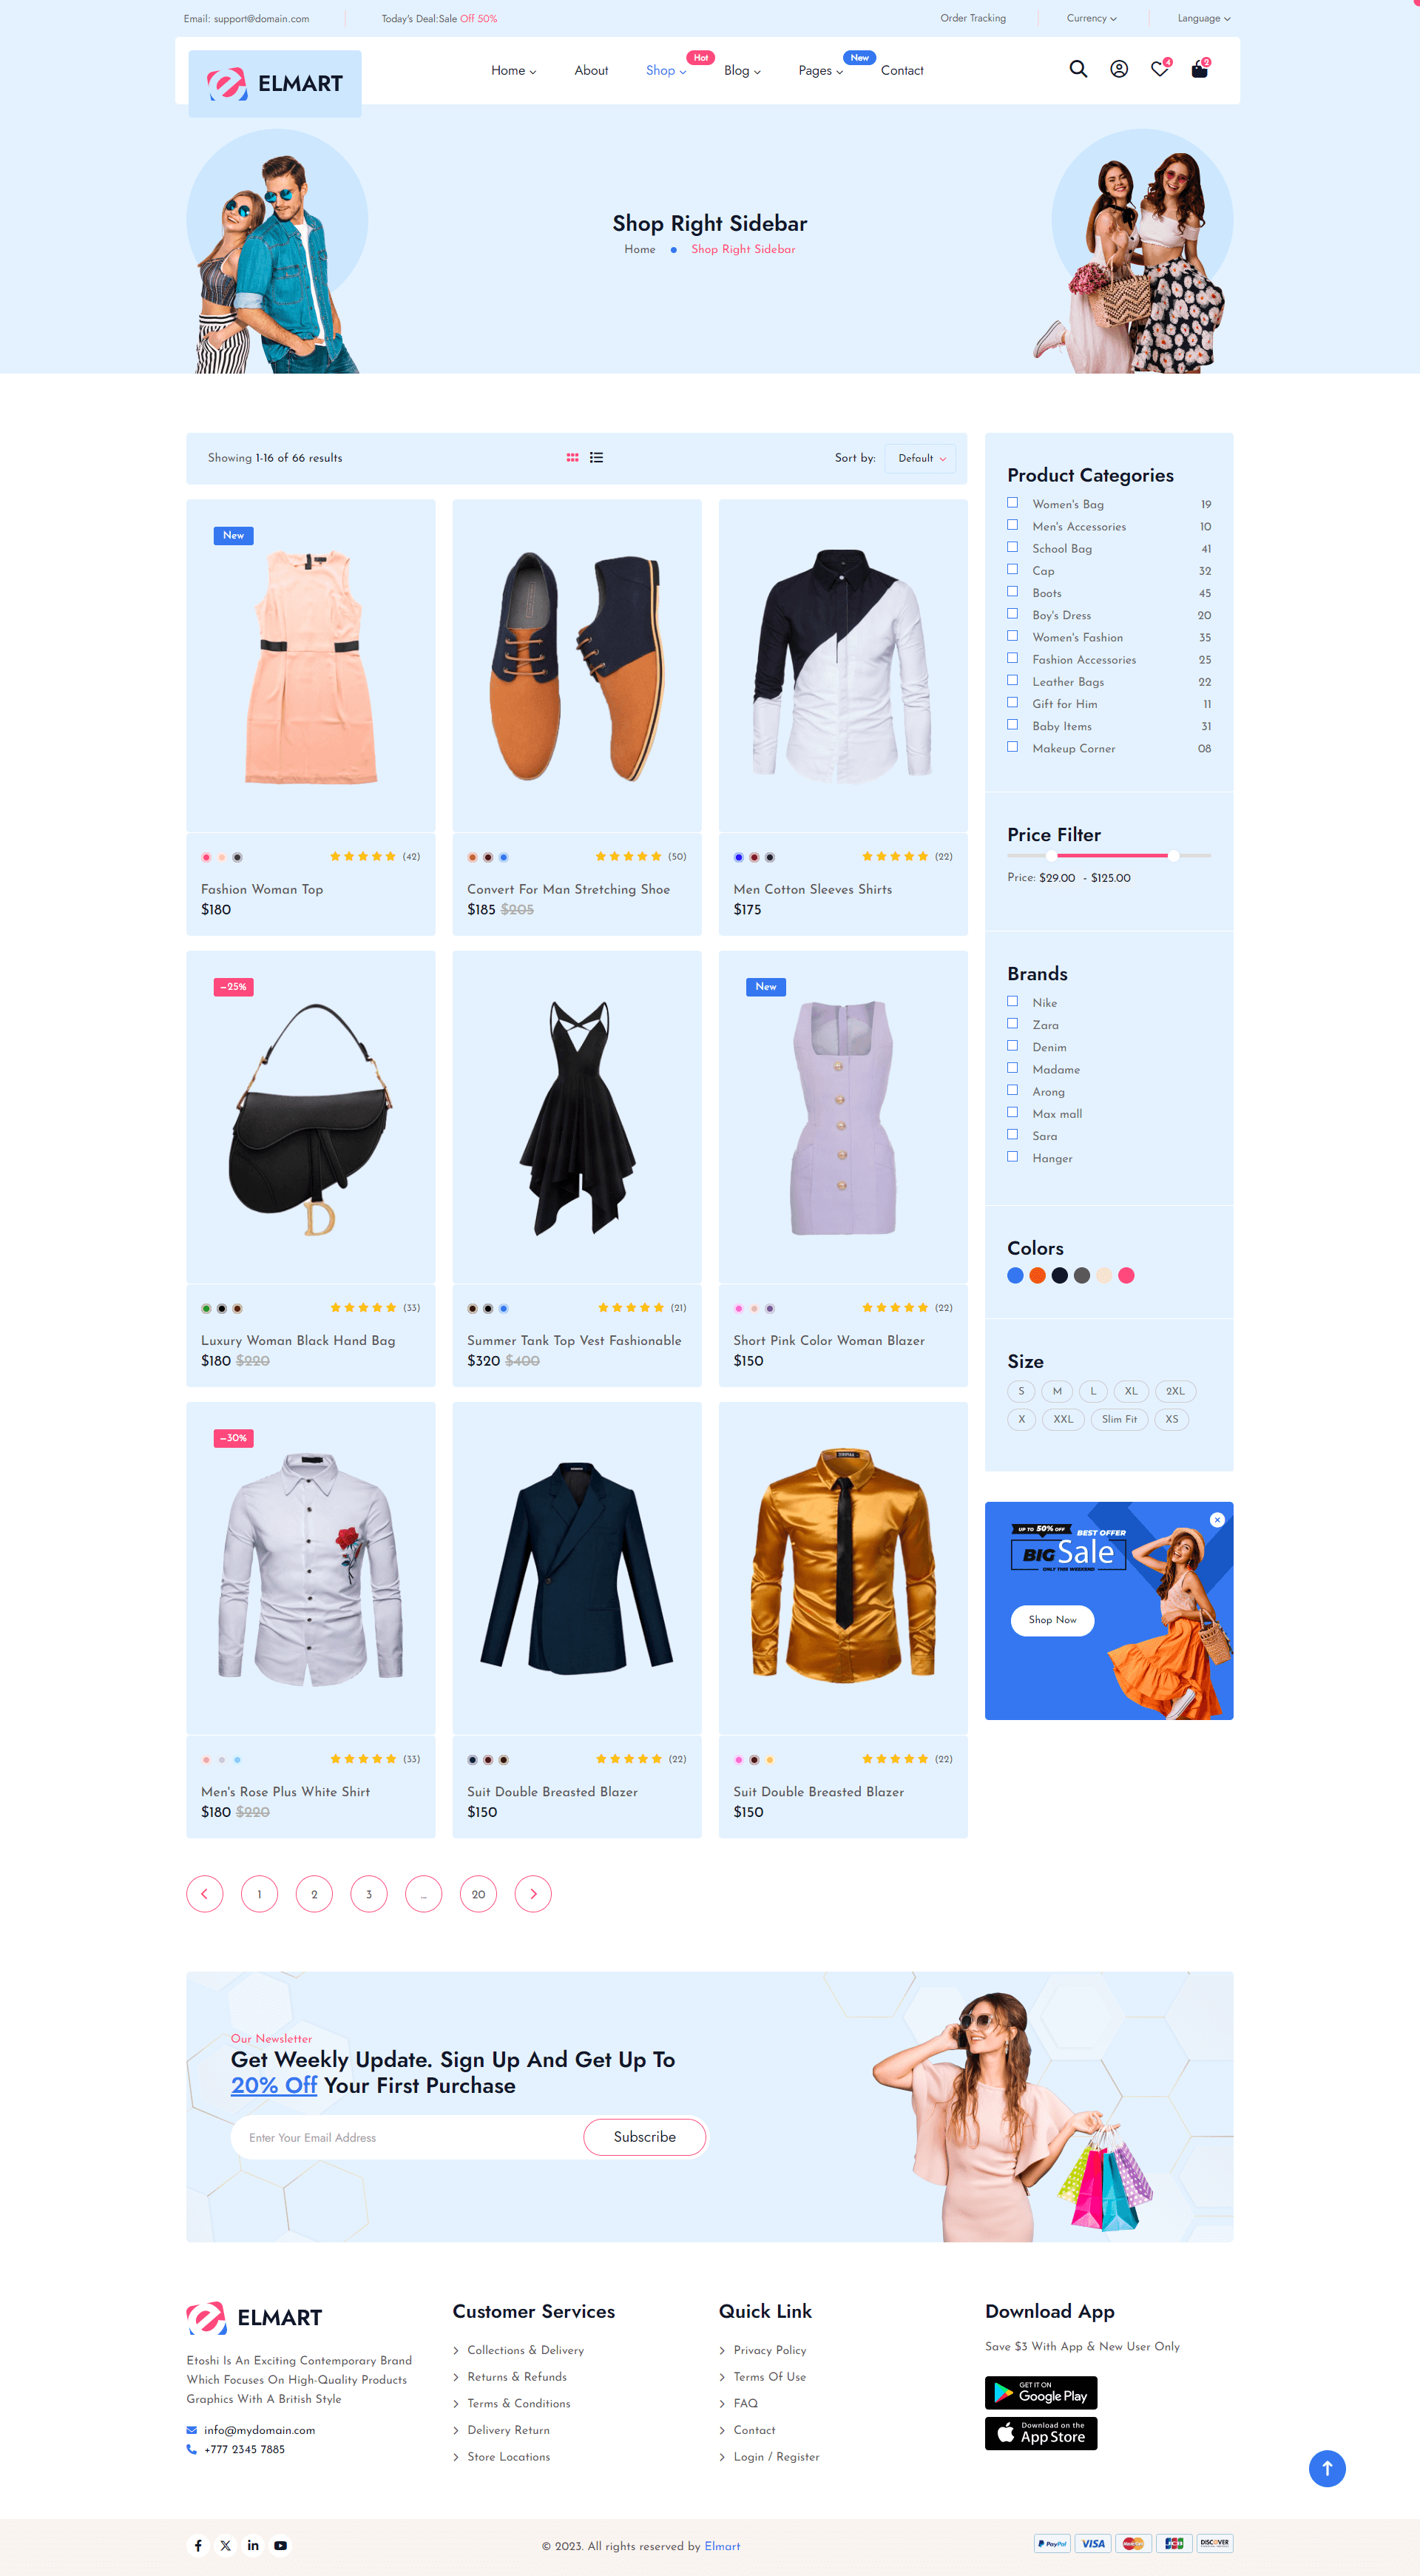 Email: support@domain.com
Today's Deal:Sale Off 50%
Order Tracking
Currency
Language
ELMART
Home
About
Shop
Hot
Blog
Pages
New
Contact
4
2
Shop Right Sidebar
Home
Shop Right Sidebar
Showing 1-16 of 66 results
Sort by:
Default
New
(42)
Fashion Woman Top
$180
(50)
Convert For Man Stretching Shoe
$185 $205
(22)
Men Cotton Sleeves Shirts
$175
-25%
(33)
Luxury Woman Black Hand Bag
$180 $220
(21)
Summer Tank Top Vest Fashionable
$320 $400
New
(22)
Short Pink Color Woman Blazer
$150
-30%
(33)
Men's Rose Plus White Shirt
$180 $220
(22)
Suit Double Breasted Blazer
$150
(22)
Suit Double Breasted Blazer
$150
1
2
3
...
20
Product Categories
Women's Bag 19
Men's Accessories 10
School Bag 41
Cap 32
Boots 45
Boy's Dress 20
Women's Fashion 35
Fashion Accessories 25
Leather Bags 22
Gift for Him 11
Baby Items 31
Makeup Corner 08
Price Filter
Price: $29.00 - $125.00
Brands
Nike
Zara
Denim
Madame
Arong
Max mall
Sara
Hanger
Colors
Size
S M L XL 2XL
X XXL Slim Fit XS
UP TO 50% OFF BEST OFFER
BIG Sale
ONLY THIS WEEKEND
Shop Now
Our Newsletter
Get Weekly Update. Sign Up And Get Up To
20% Off Your First Purchase
Enter Your Email Address
Subscribe
ELMART
Etoshi Is An Exciting Contemporary Brand
Which Focuses On High-Quality Products
Graphics With A British Style
info@mydomain.com
+777 2345 7885
Customer Services
Collections & Delivery
Returns & Refunds
Terms & Conditions
Delivery Return
Store Locations
Quick Link
Privacy Policy
Terms Of Use
FAQ
Contact
Login / Register
Download App
Save $3 With App & New User Only
GET IT ON
Google Play
Download on the
App Store
© 2023. All rights reserved by Elmart
PayPal
VISA
MasterCard
JCB
DISCOVER